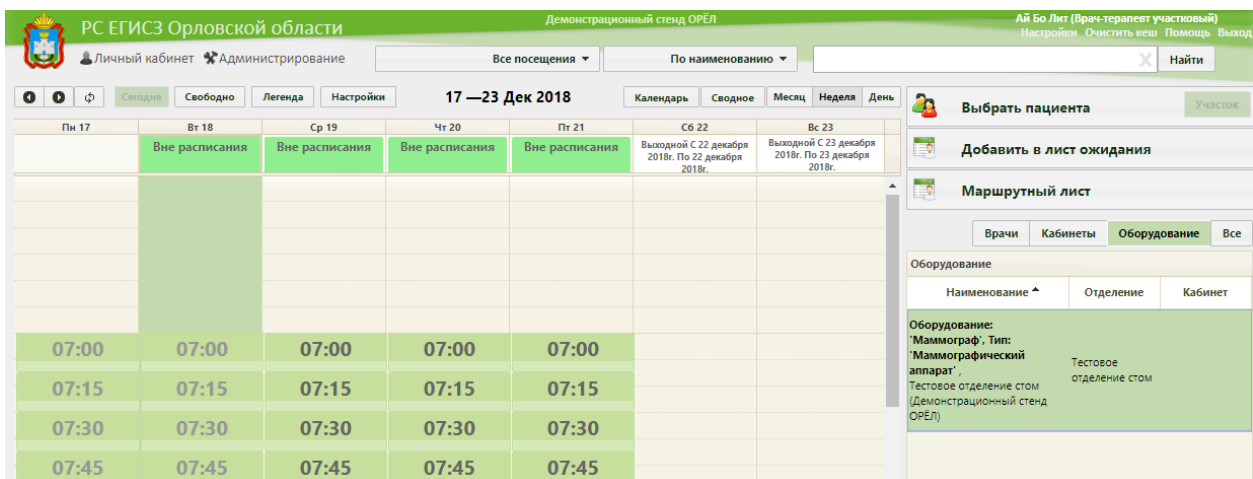 Демонстрационный стенд ОРЁЛ
Ай Бо Лит (Врач-терапевт участковый)
РС ЕГИСЗ Орловской области
Настройки Очистить кеш Помощь Выход
Личный кабинет Администрирование
Все посещения
По наименованию
X
Найти
Сегодня Свободно Легенда Настройки
17 —23 Дек 2018
Календарь Сводное Месяц Неделя День
Выбрать пациента
Участок
Пн 17 Вт 18 Ср 19 Чт 20 Пт 21 Сб 22 Вс 23
Вне расписания Вне расписания Вне расписания Вне расписания
Выходной С 22 декабря
2018г. По 22 декабря
2018г.
Выходной С 23 декабря
2018г. По 23 декабря
2018г.
Добавить в лист ожидания
Маршрутный лист
Врачи Кабинеты Оборудование Все
Оборудование
Наименование Отделение Кабинет
Оборудование:
'Маммограф', Тип:
'Маммографический
аппарат' ,
Тестовое отделение стом
(Демонстрационный стенд
ОРЁЛ)
Тестовое
отделение стом
07:00 07:00 07:00 07:00 07:00
07:15 07:15 07:15 07:15 07:15
07:30 07:30 07:30 07:30 07:30
07:45 07:45 07:45 07:45 07:45